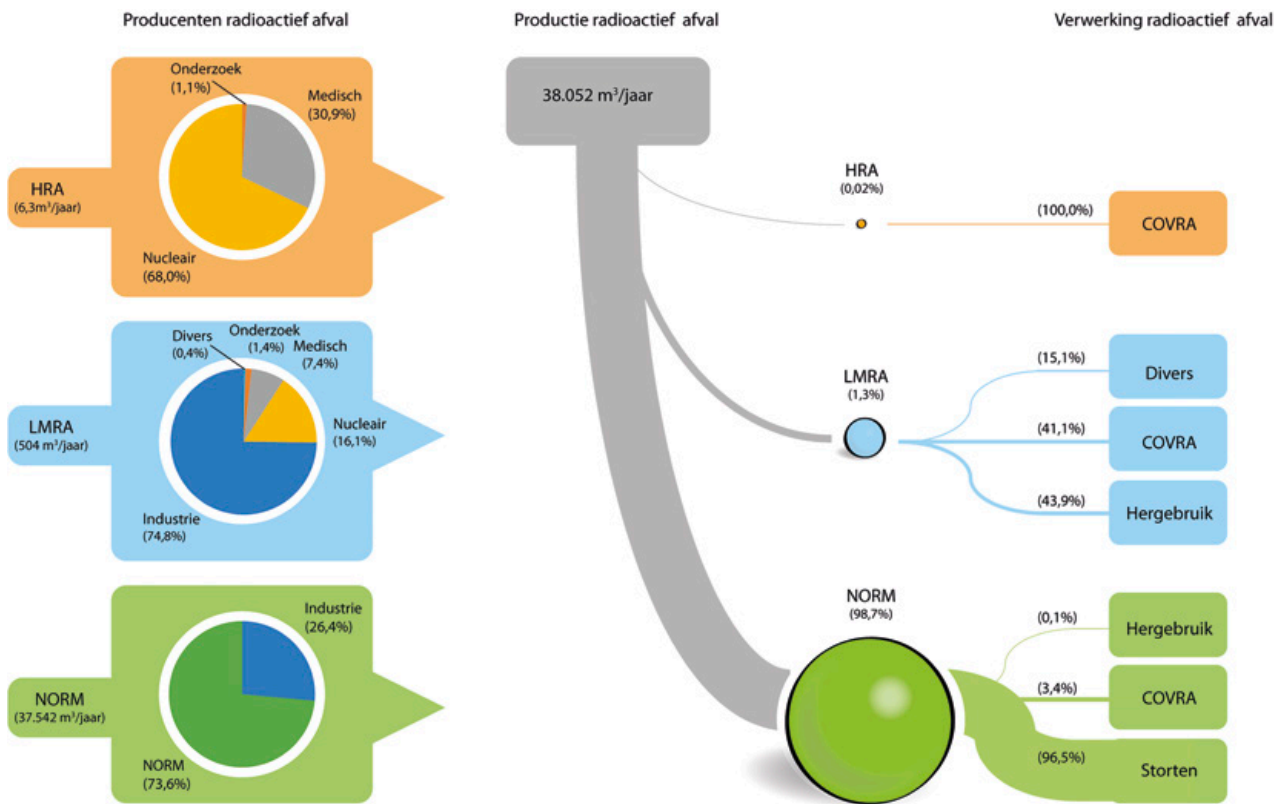 Producenten radioactief afval
Productie radioactief afval
Verwerking radioactief afval
Onderzoek
(1,1%)
Medisch
(30,9%)
HRA
(6,3m³/jaar)
Nucleair
(68,0%)
Divers
(0,4%)
Onderzoek
(1,4%)
Medisch
(7,4%)
LMRA
(504 m³/jaar)
Nucleair
(16,1%)
Industrie
(74,8%)
Industrie
(26,4%)
NORM
(37.542 m³/jaar)
NORM
(73,6%)
38.052 m³/jaar
HRA
(0,02%)
(100,0%)
COVRA
LMRA
(1,3%)
(15,1%)
Divers
(41,1%)
COVRA
(43,9%)
Hergebruik
NORM
(98,7%)
(0,1%)
Hergebruik
(3,4%)
COVRA
(96,5%)
Storten